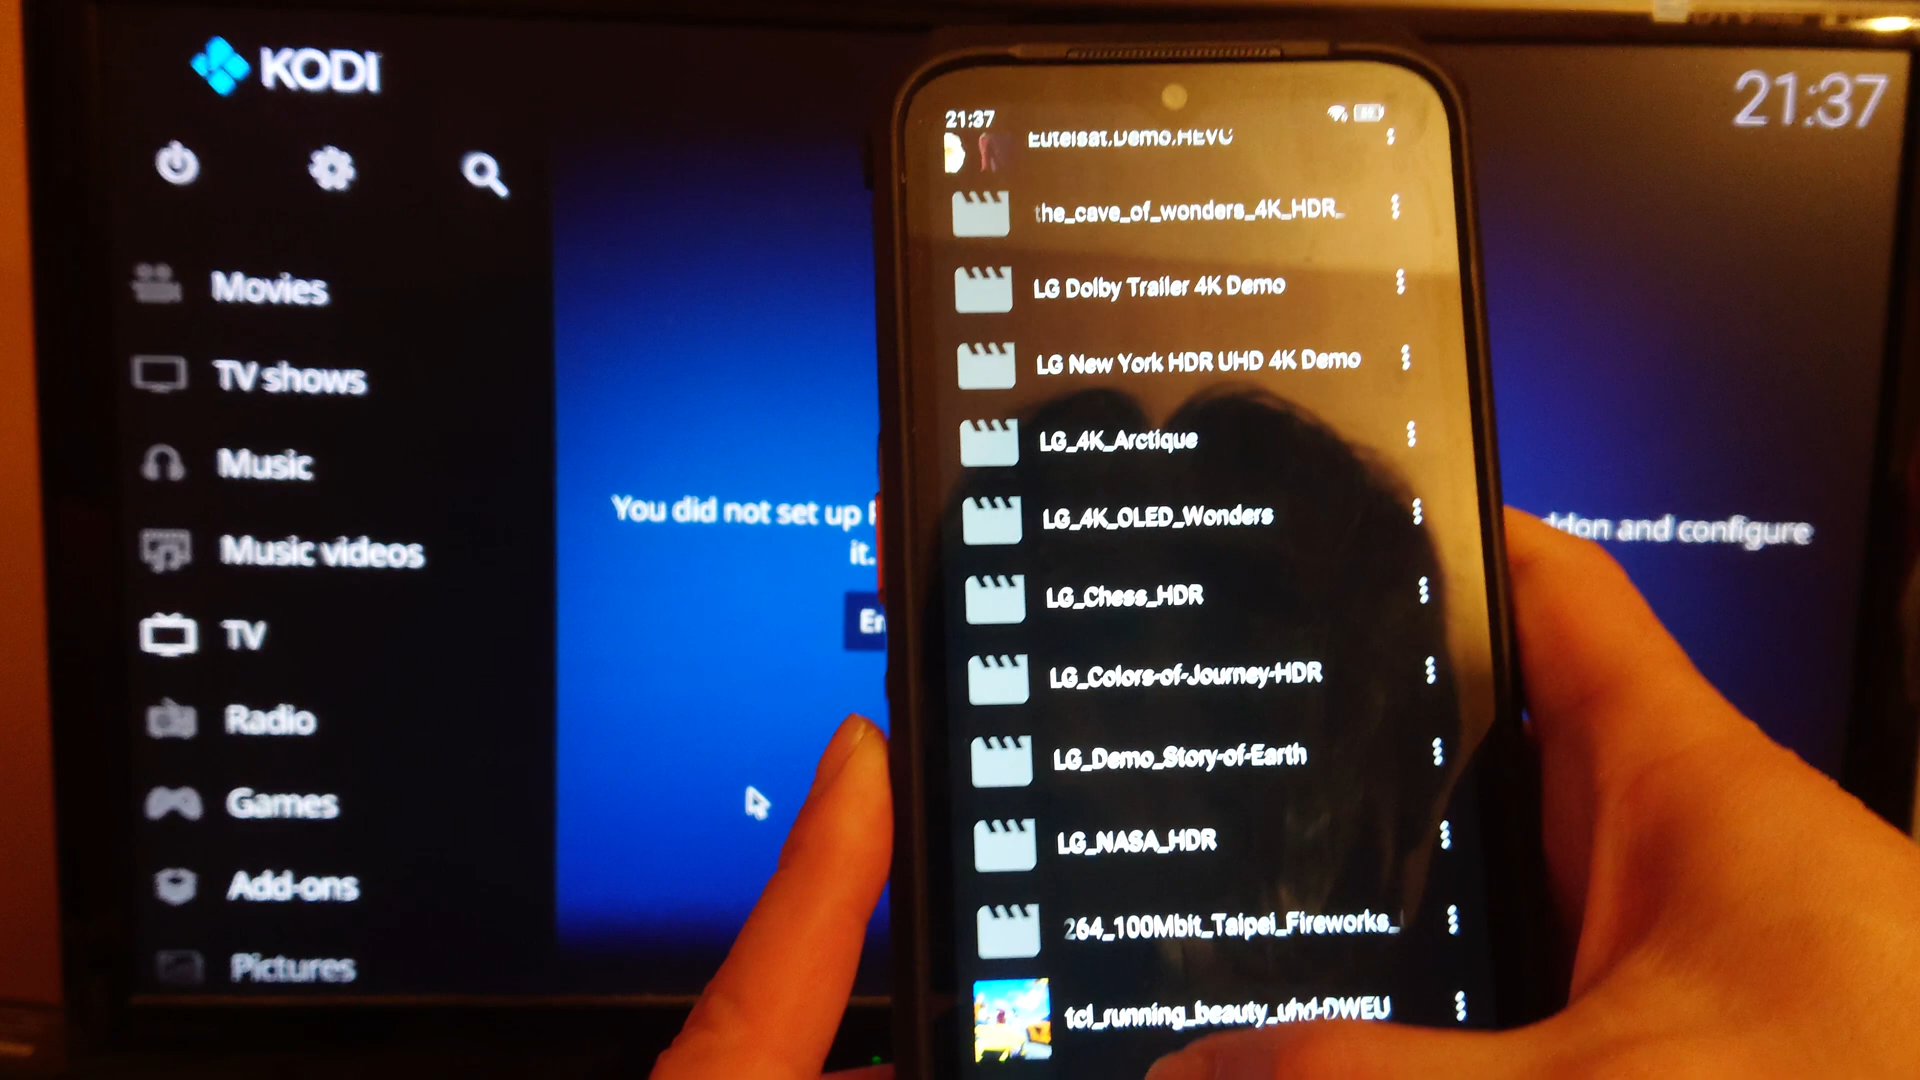 KODI
21:37
Movies
TV shows
Music
Music videos
TV
Radio
Games
Add-ons
Pictures
You did not set up
it.
and configure
21:37
Eutelsat.Demo.HEVC
the_cave_of_wonders_4K_HDR_
LG Dolby Trailer 4K Demo
LG New York HDR UHD 4K Demo
LG_4K_Arctique
LG_4K_OLED_Wonders
LG_Chess_HDR
LG_Colors-of-Journey-HDR
LG_Demo_Story-of-Earth
LG_NASA_HDR
264_100Mbit_Taipei_Fireworks_
tcl_running_beauty_uhd-DWEU